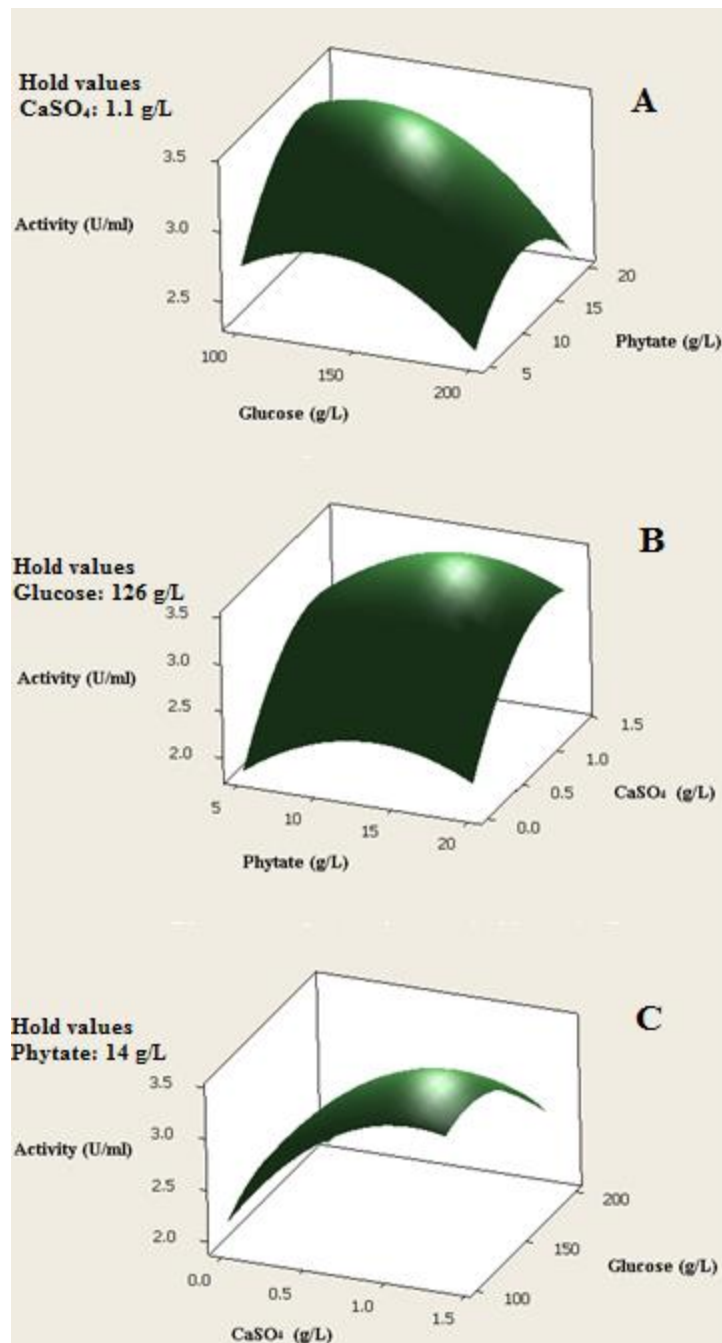 Hold values
CaSO₄: 1.1 g/L
A
3.5
Activity (U/ml)
3.0
2.5
100
150
200
Glucose (g/L)
5
10
15
20
Phytate (g/L)
Hold values
Glucose: 126 g/L
B
3.5
3.0
Activity (U/ml)
2.5
2.0
5
10
15
20
Phytate (g/L)
0.0
0.5
1.0
1.5
CaSO₄ (g/L)
Hold values
Phytate: 14 g/L
C
3.5
Activity (U/ml)
3.0
2.5
2.0
0.0
0.5
1.0
1.5
CaSO₄ (g/L)
100
150
200
Glucose (g/L)